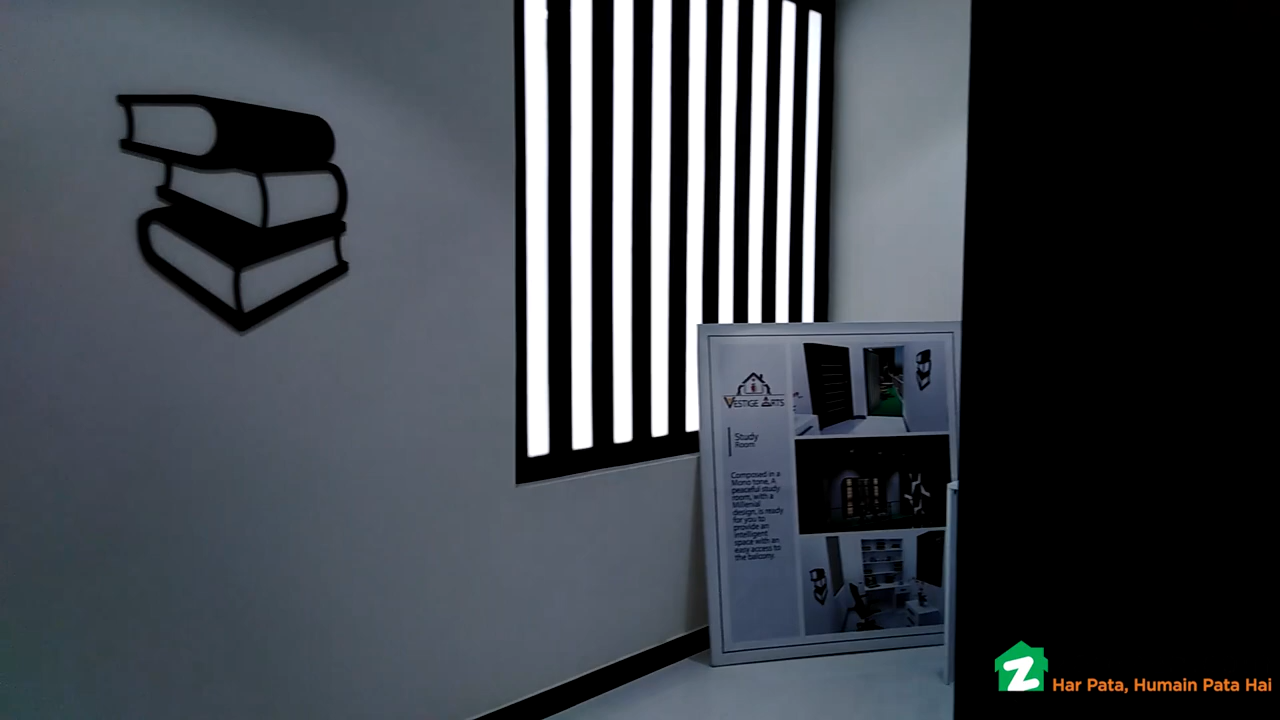 VESTIGE ARTS
Study
Room
Composed in a
Mono tone, A
peaceful study
room, with a
Millenial
design, is ready
for you to
provide an
intelligent
space with an
easy access to
the balcony.
Z
Har Pata, Humain Pata Hai